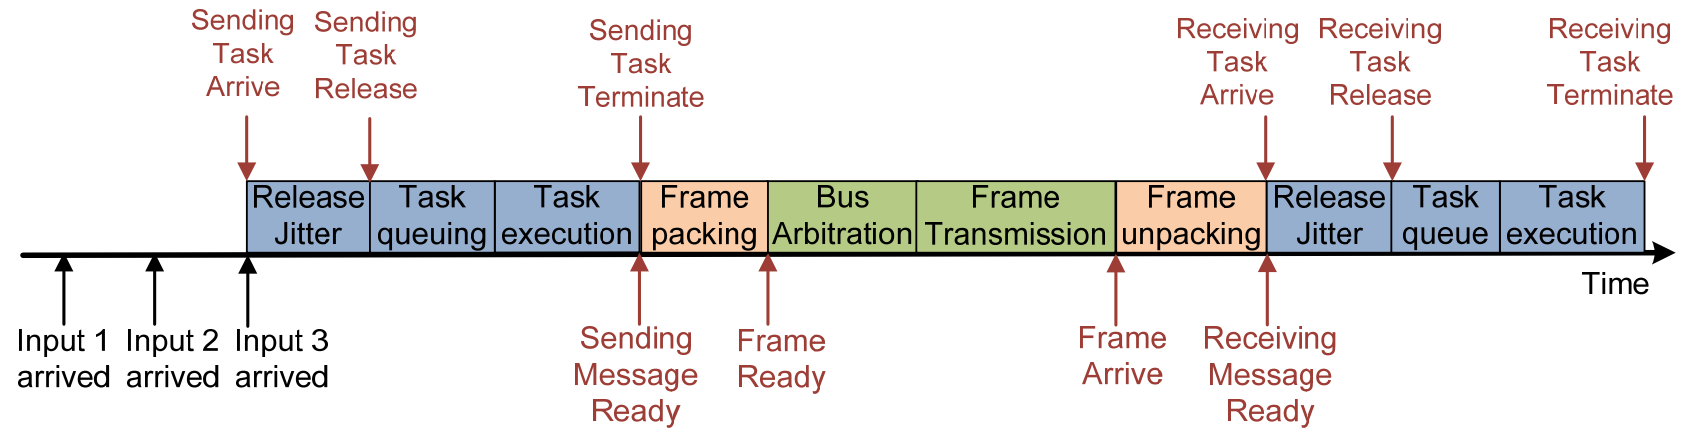 Sending
Task
Arrive
Sending
Task
Release
Sending
Task
Terminate
Receiving
Task
Arrive
Receiving
Task
Release
Receiving
Task
Terminate
Release
Jitter
Task
queuing
Task
execution
Frame
packing
Bus
Arbitration
Frame
Transmission
Frame
unpacking
Release
Jitter
Task
queue
Task
execution
Time
Input 1
arrived
Input 2
arrived
Input 3
arrived
Sending
Message
Ready
Frame
Ready
Frame
Arrive
Receiving
Message
Ready